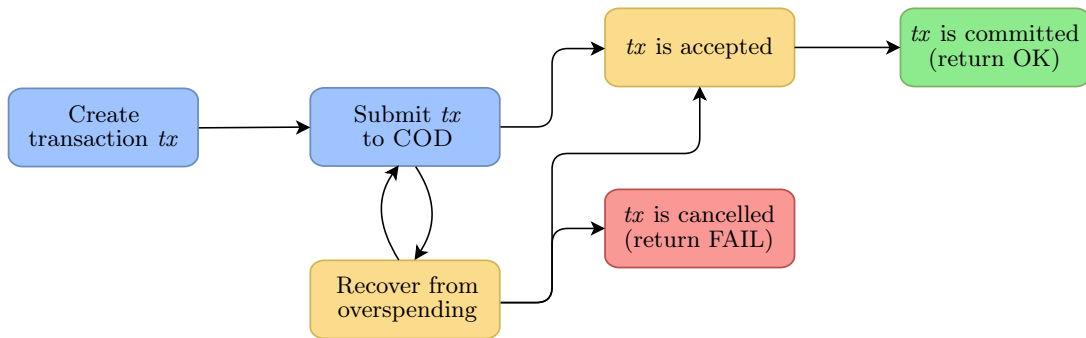 Create
transaction tx
Submit tx
to COD
Recover from
overspending
tx is accepted
tx is cancelled
(return FAIL)
tx is committed
(return OK)